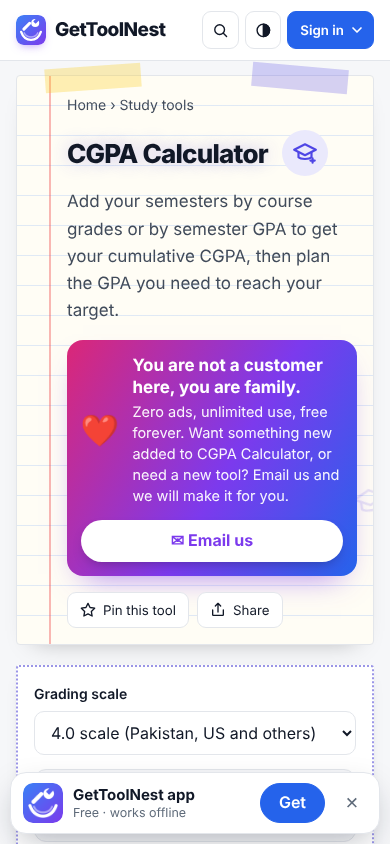 GetToolNest
Sign in
Home › Study tools
CGPA Calculator
Add your semesters by course
grades or by semester GPA to get
your cumulative CGPA, then plan
the GPA you need to reach your
target.
You are not a customer
here, you are family.
Zero ads, unlimited use, free
forever. Want something new
added to CGPA Calculator, or
need a new tool? Email us and
we will make it for you.
✉ Email us
Pin this tool
Share
Grading scale
4.0 scale (Pakistan, US and others)
GetToolNest app
Free · works offline
Get